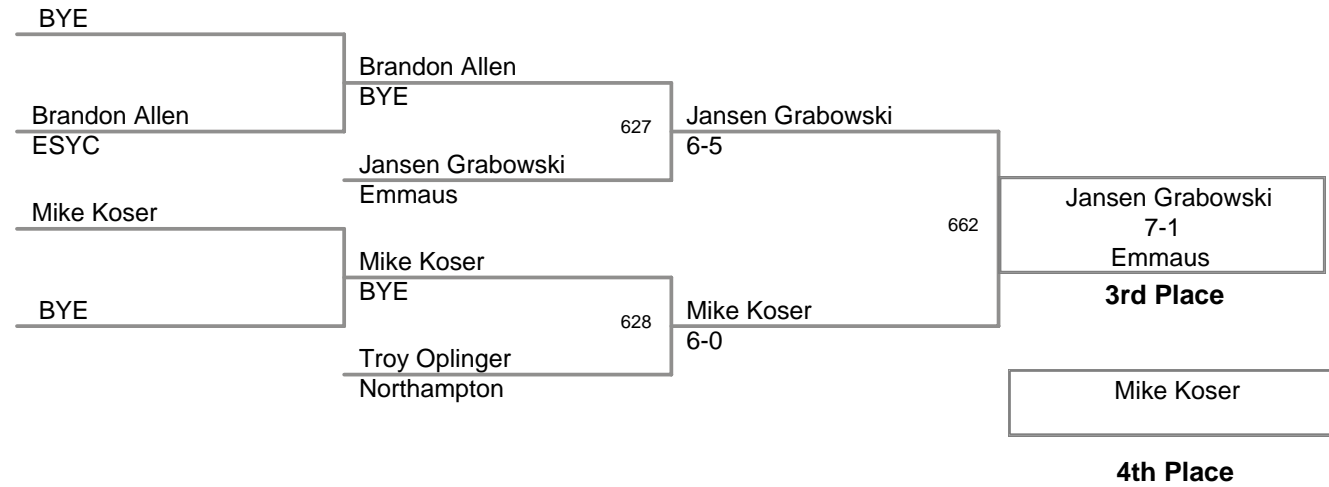 BYE
Brandon Allen
ESYC
Mike Koser
BYE
Brandon Allen
BYE
627
Jansen Grabowski
Emmaus
Mike Koser
BYE
628
Troy Oplinger
Northampton
Jansen Grabowski
6-5
662
Mike Koser
6-0
Jansen Grabowski
7-1
Emmaus
3rd Place
Mike Koser
4th Place